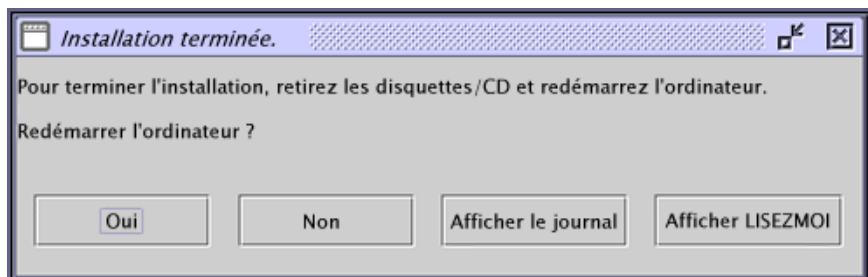 Installation terminée.
Pour terminer l'installation, retirez les disquettes/CD et redémarrez l'ordinateur.
Redémarrer l'ordinateur ?
Oui Non Afficher le journal Afficher LISEZMOI